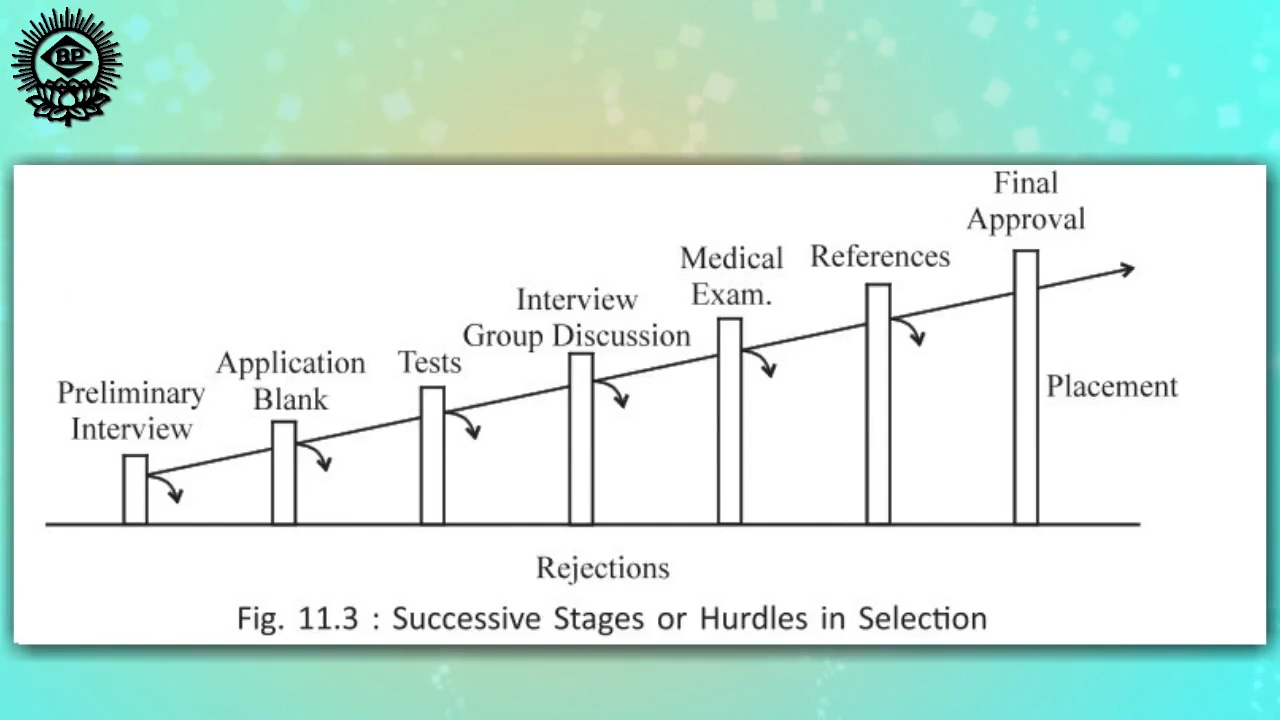 BP
Preliminary
Interview
Application
Blank
Tests
Interview
Group Discussion
Medical
Exam.
References
Final
Approval
Placement
Rejections
Fig. 11.3 : Successive Stages or Hurdles in Selection